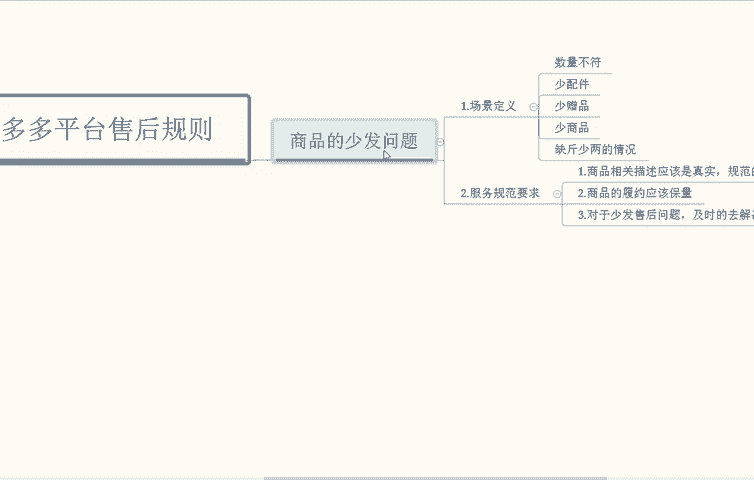 多多平台售后规则
商品的少发问题
1.场景定义
数量不符
少配件
少赠品
少商品
缺斤少两的情况
2.服务规范要求
1.商品相关描述应该是真实，规范的
2.商品的履约应该保量
3.对于少发售后问题，及时的去解